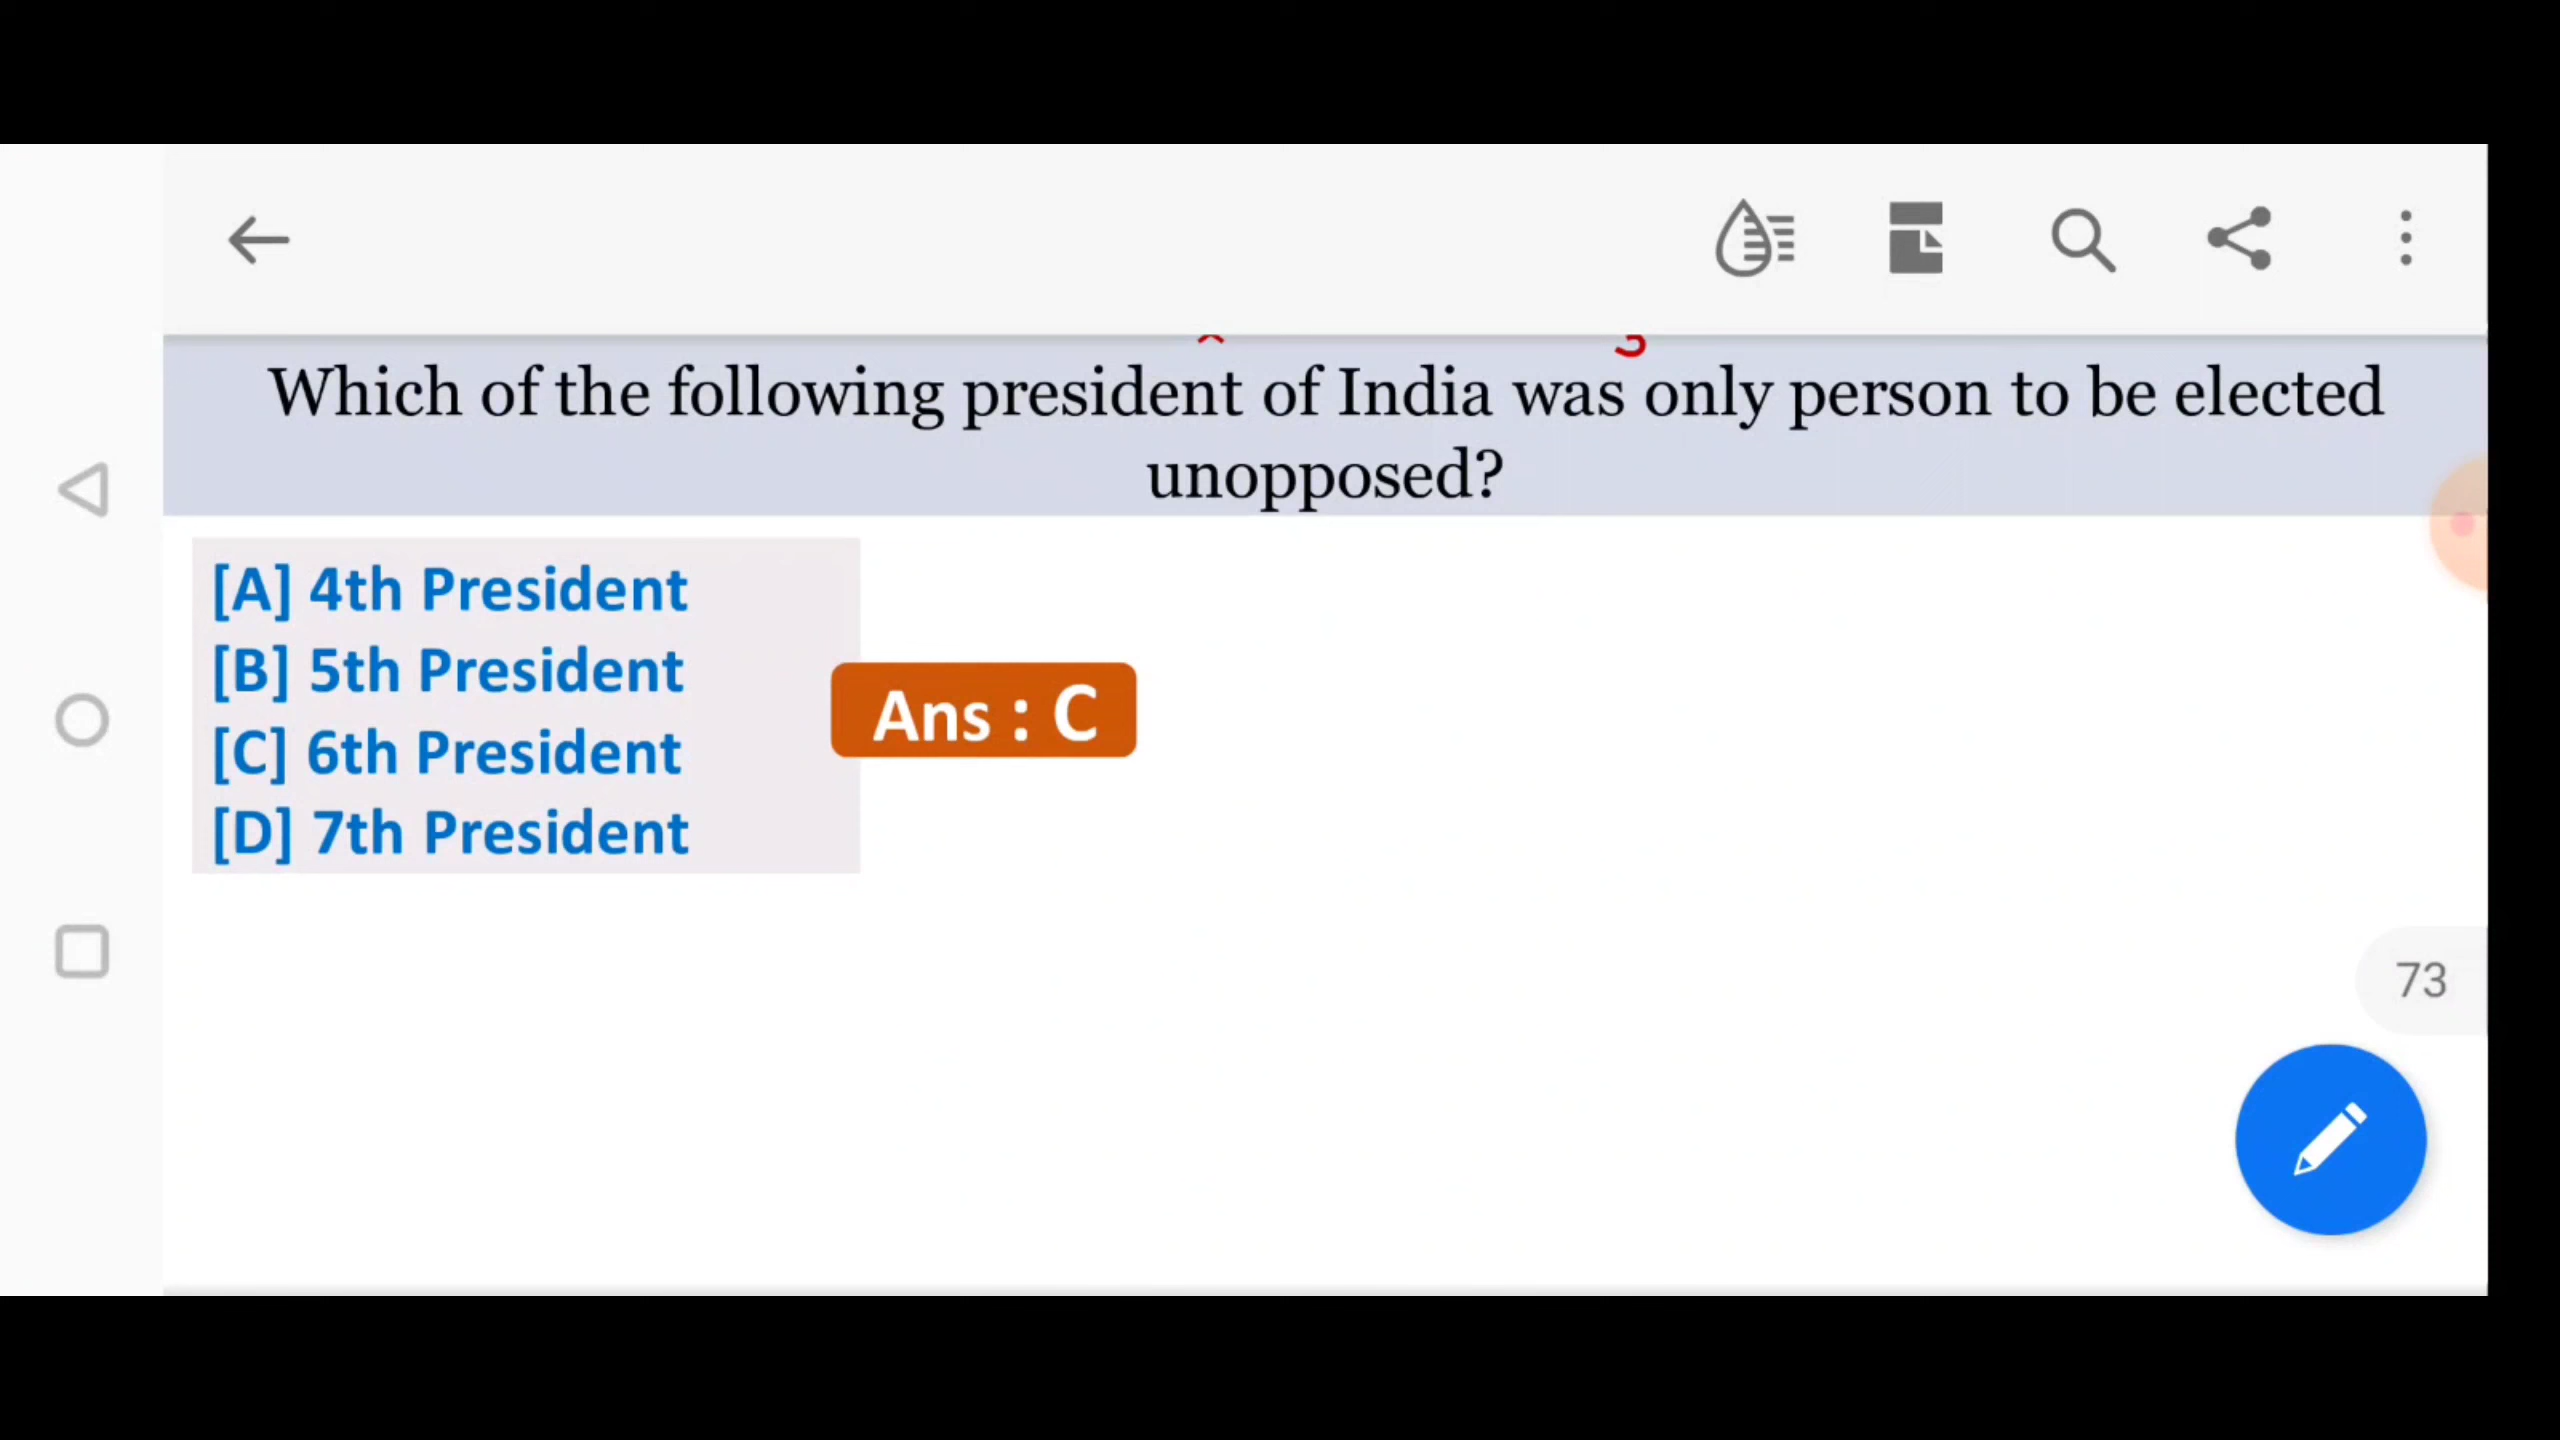 Which of the following president of India was only person to be elected
unopposed?
[A] 4th President
[B] 5th President
[C] 6th President
[D] 7th President
Ans : C
73